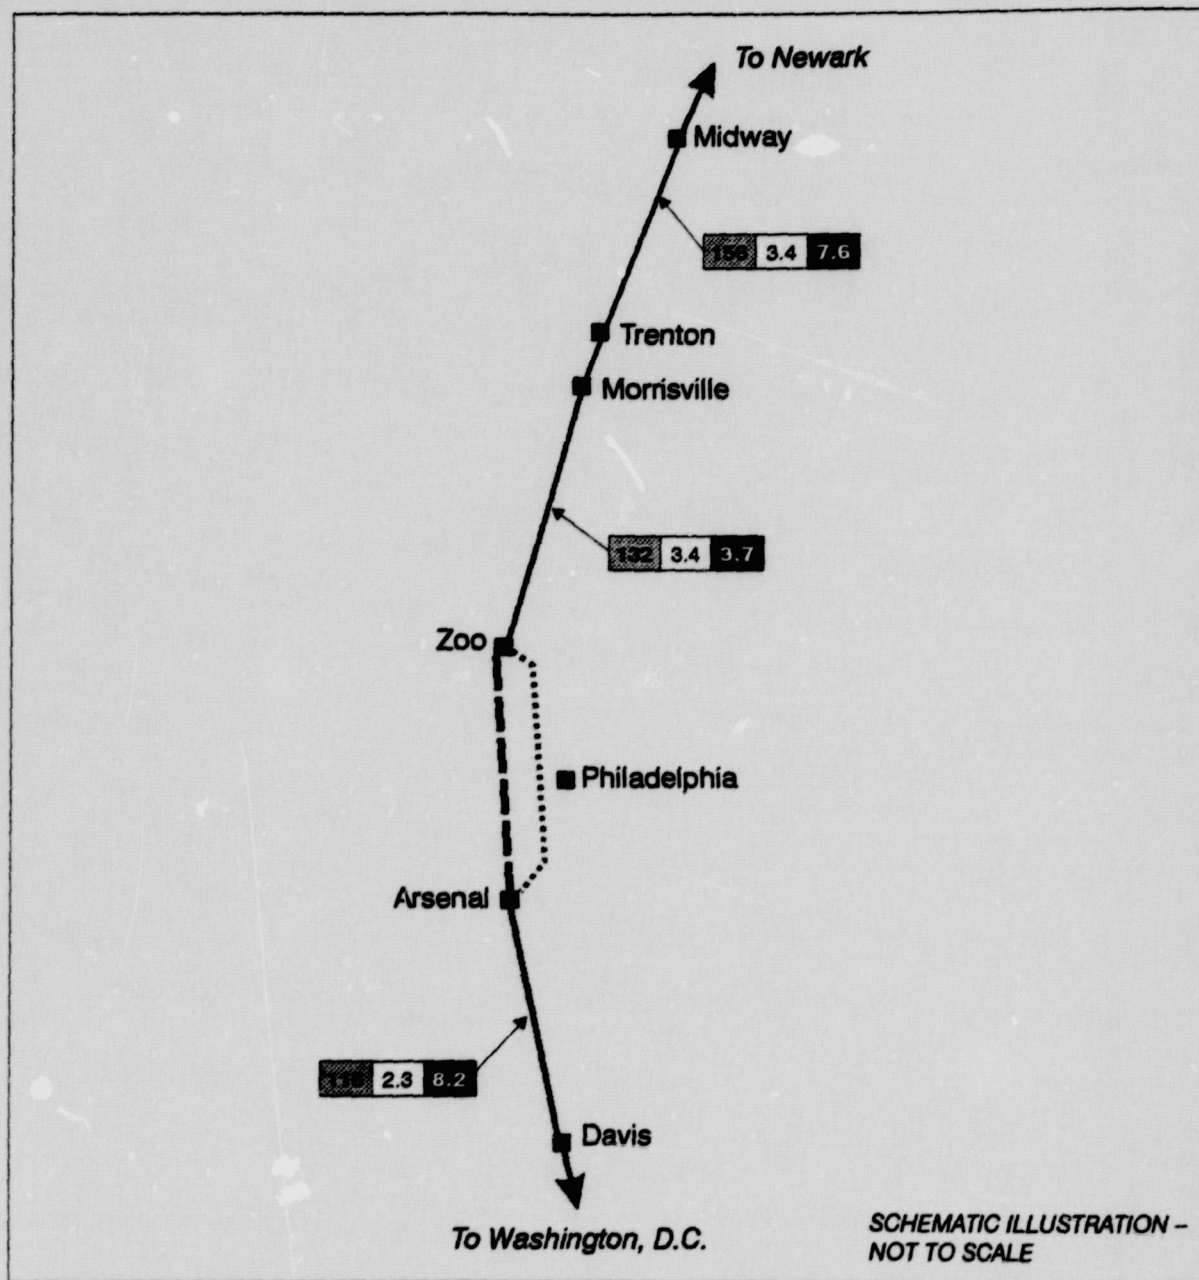 To Newark
Midway
156 3.4 7.6
Trenton
Morrisville
132 3.4 3.7
Zoo
Philadelphia
Arsenal
2.3 8.2
Davis
To Washington, D.C.
SCHEMATIC ILLUSTRATION –
NOT TO SCALE